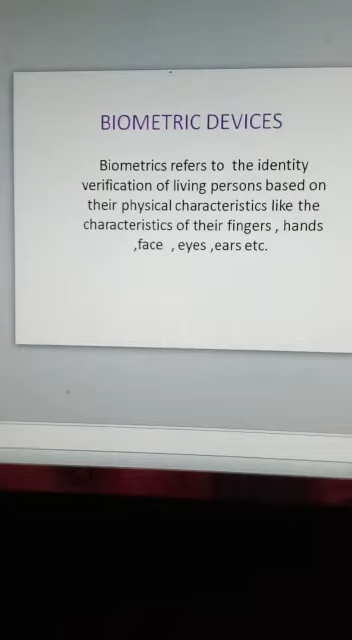 BIOMETRIC DEVICES
Biometrics refers to the identity
verification of living persons based on
their physical characteristics like the
characteristics of their fingers , hands
,face , eyes ,ears etc.